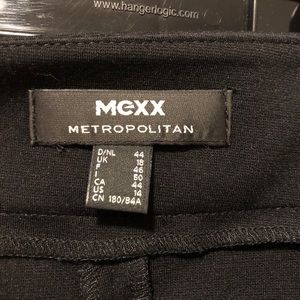 www.hangerlogic.com
MEXX
METROPOLITAN
D/NL 44
UK 18
F 46
I 50
CA 44
US 14
CN 180/84A